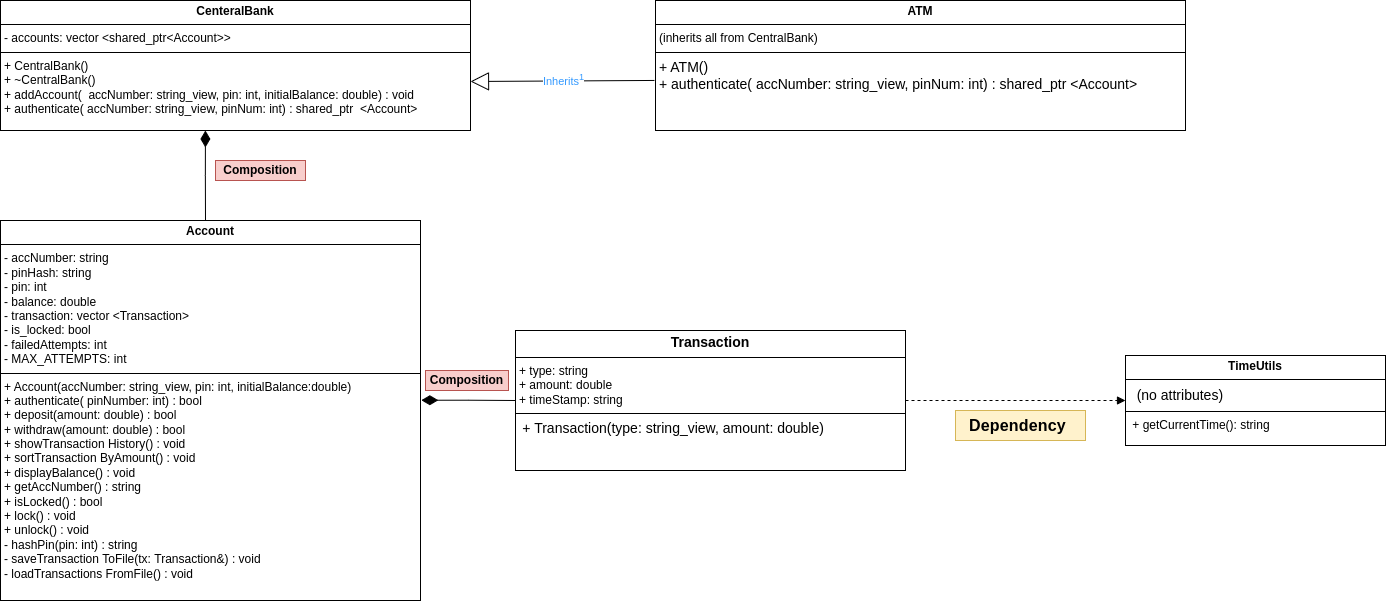 CenteralBank
- accounts: vector <shared_ptr<Account>>
+ CentralBank()
+ ~CentralBank()
+ addAccount(  accNumber: string_view, pin: int, initialBalance: double) : void
+ authenticate( accNumber: string_view, pinNum: int) : shared_ptr  <Account>
Inherits1
ATM
(inherits all from CentralBank)
+ ATM()
+ authenticate( accNumber: string_view, pinNum: int) : shared_ptr <Account>
Composition
Account
- accNumber: string
- pinHash: string
- pin: int
- balance: double
- transaction: vector <Transaction>
- is_locked: bool
- failedAttempts: int
- MAX_ATTEMPTS: int
+ Account(accNumber: string_view, pin: int, initialBalance:double)
+ authenticate( pinNumber: int) : bool
+ deposit(amount: double) : bool
+ withdraw(amount: double) : bool
+ showTransaction History() : void
+ sortTransaction ByAmount() : void
+ displayBalance() : void
+ getAccNumber() : string
+ isLocked() : bool
+ lock() : void
+ unlock() : void
- hashPin(pin: int) : string
- saveTransaction ToFile(tx: Transaction&) : void
- loadTransactions FromFile() : void
Composition
Transaction
+ type: string
+ amount: double
+ timeStamp: string
+ Transaction(type: string_view, amount: double)
Dependency
TimeUtils
(no attributes)
+ getCurrentTime(): string